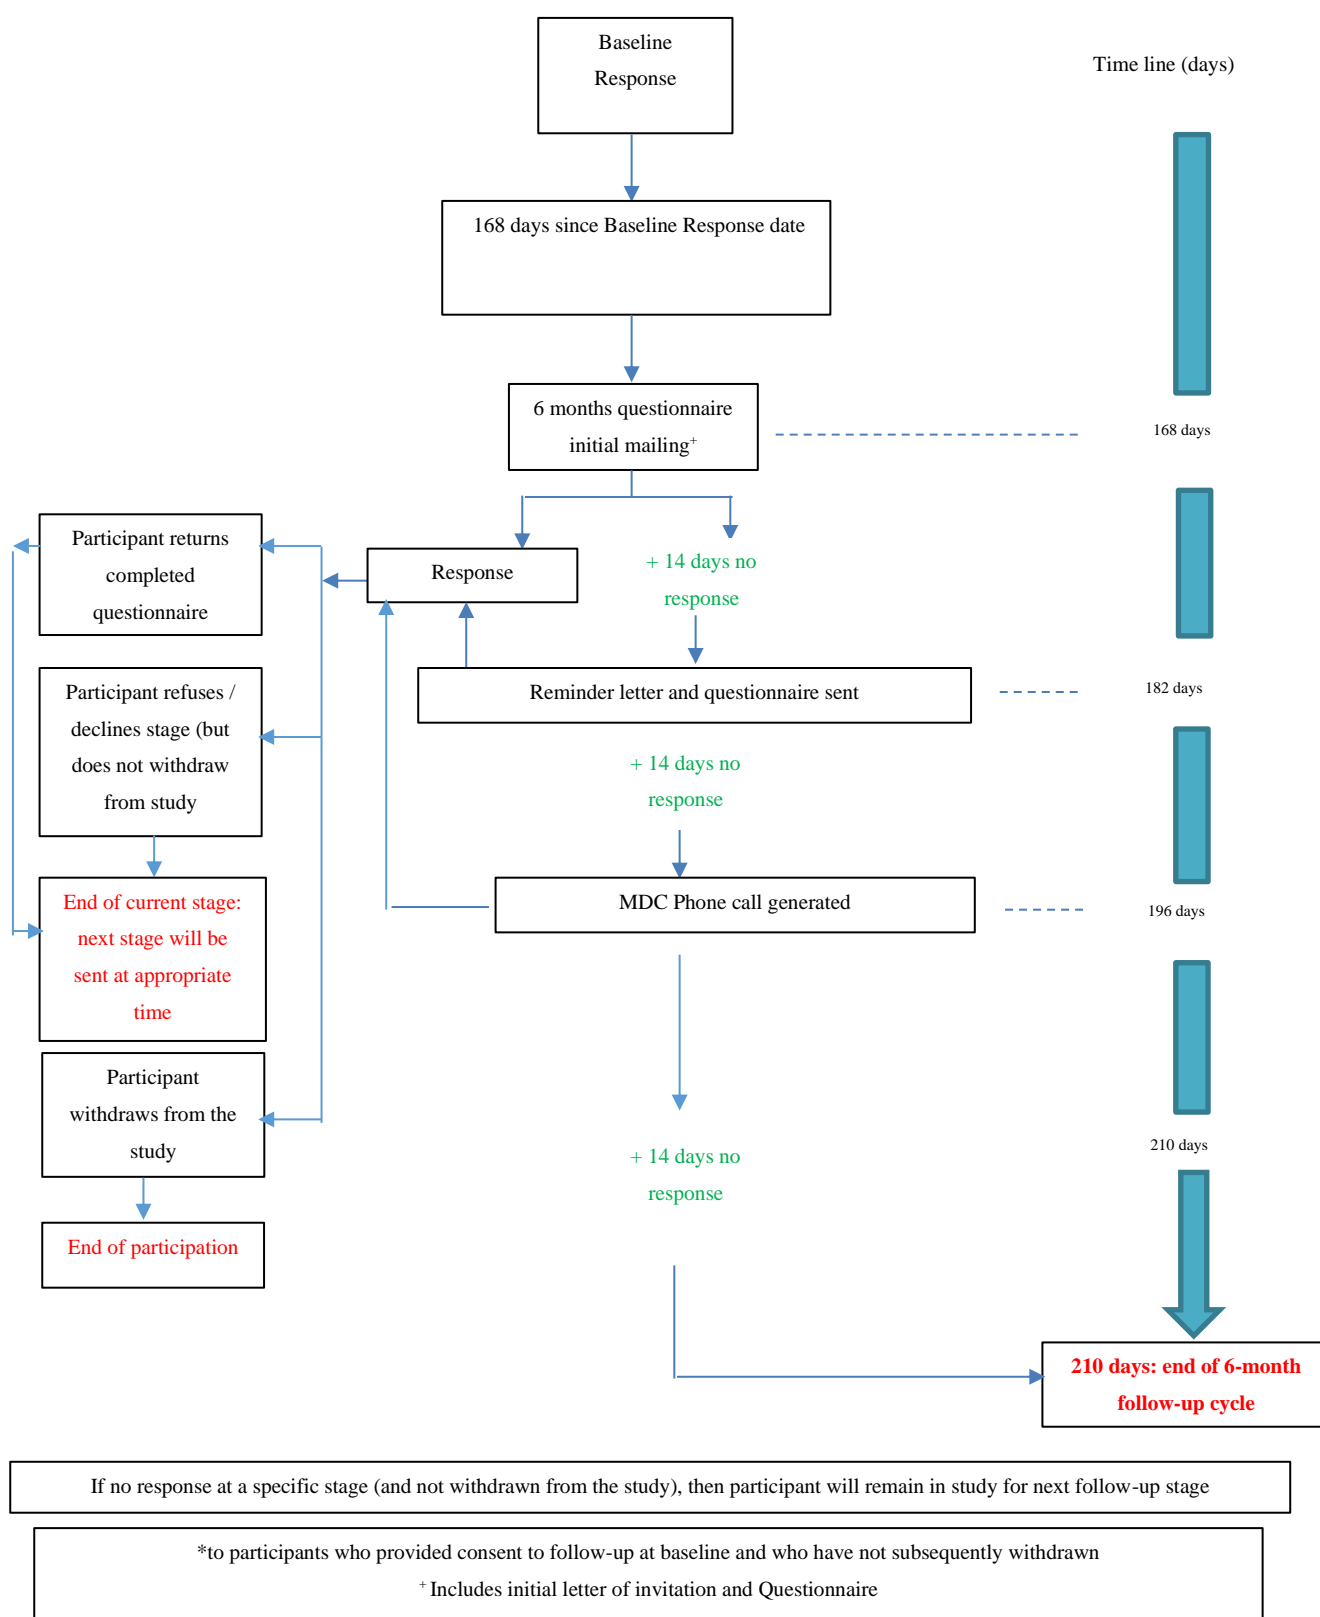 Baseline
Response
Time line (days)
168 days since Baseline Response date
6 months questionnaire
initial mailing+
168 days
Participant returns
completed
questionnaire
Response
+ 14 days no
response
Participant refuses /
declines stage (but
does not withdraw
from study
Reminder letter and questionnaire sent
182 days
+ 14 days no
response
End of current stage:
next stage will be
sent at appropriate
time
MDC Phone call generated
196 days
Participant
withdraws from the
study
+ 14 days no
response
210 days
End of participation
210 days: end of 6-month
follow-up cycle
If no response at a specific stage (and not withdrawn from the study), then participant will remain in study for next follow-up stage
*to participants who provided consent to follow-up at baseline and who have not subsequently withdrawn
+ Includes initial letter of invitation and Questionnaire